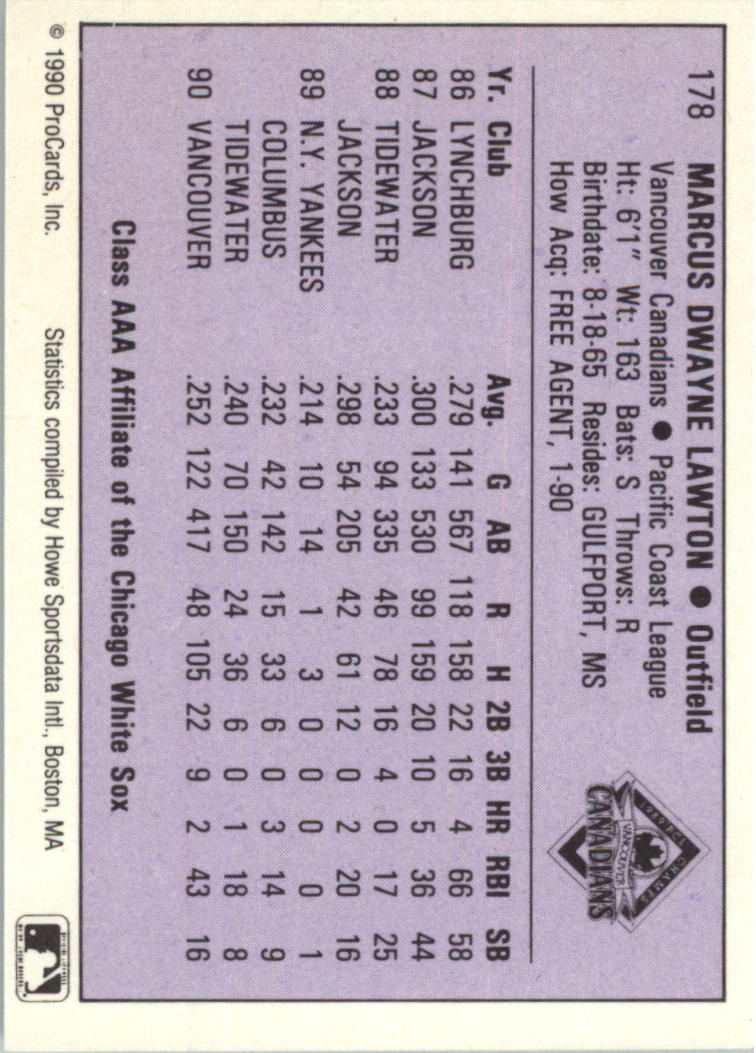 178 MARCUS DWAYNE LAWTON ● Outfield
Vancouver Canadians ● Pacific Coast League
Ht: 6'1" Wt: 163 Bats: S Throws: R
Birthdate: 8-18-65 Resides: GULFPORT, MS
How Acq: FREE AGENT, 1-90
1989 PCL CHAMPS
VANCOUVER
CANADIANS
Yr. Club Avg. G AB R H 2B 3B HR RBI SB
86 LYNCHBURG .279 141 567 118 158 22 16 4 66 58
87 JACKSON .300 133 530 99 159 20 10 5 36 44
88 TIDEWATER .233 94 335 46 78 16 4 0 17 25
JACKSON .298 54 205 42 61 12 0 2 20 16
89 N.Y. YANKEES .214 10 14 1 3 0 0 0 0 1
COLUMBUS .232 42 142 15 33 6 0 3 14 9
TIDEWATER .240 70 150 24 36 6 0 1 18 8
90 VANCOUVER .252 122 417 48 105 22 9 2 43 16
Class AAA Affiliate of the Chicago White Sox
© 1990 ProCards, Inc. Statistics compiled by Howe Sportsdata Intl., Boston, MA